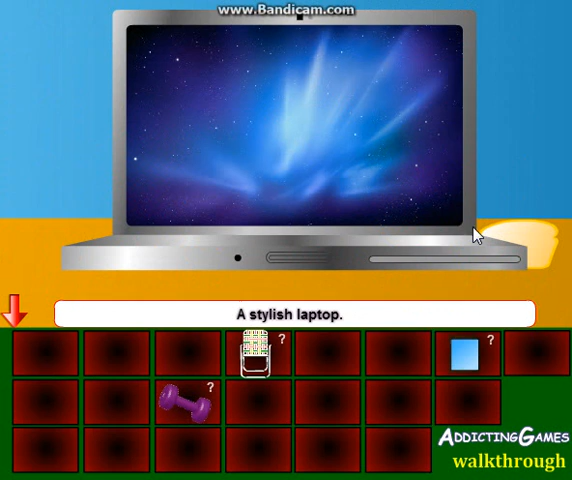 www.Bandicam.com
A stylish laptop.
?
?
?
ADDICTINGGAMES
walkthrough